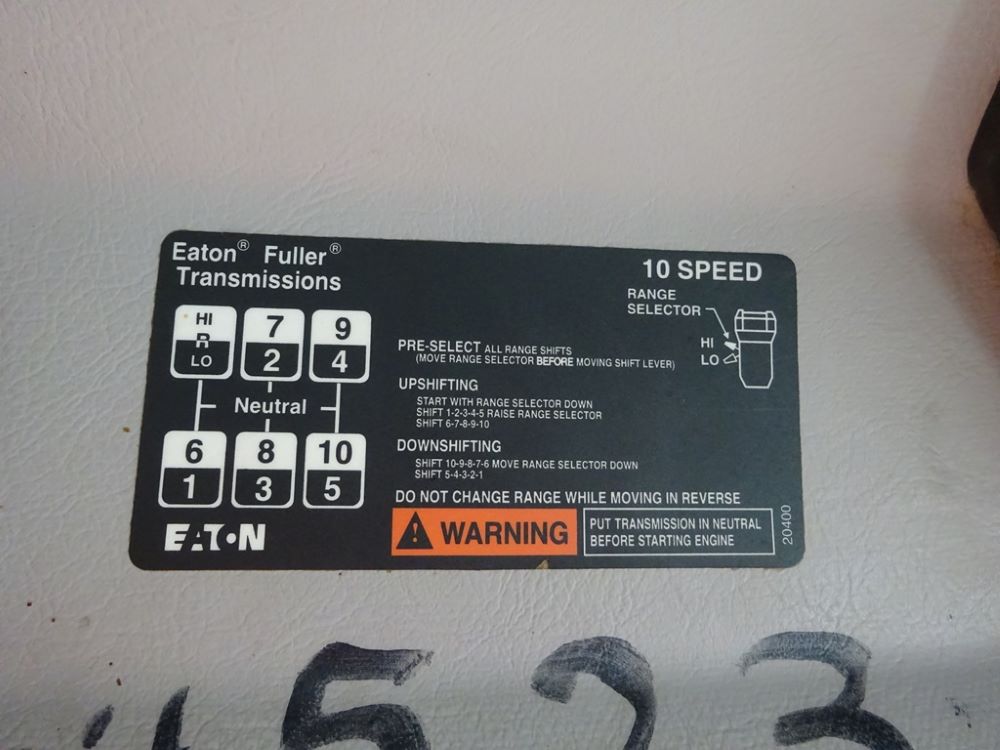 Eaton® Fuller®
Transmissions
10 SPEED
RANGE
SELECTOR
HI
LO
HI
R
LO
7
2
9
4
Neutral
6
1
8
3
10
5
PRE-SELECT ALL RANGE SHIFTS
(MOVE RANGE SELECTOR BEFORE MOVING SHIFT LEVER)
UPSHIFTING
START WITH RANGE SELECTOR DOWN
SHIFT 1-2-3-4-5 RAISE RANGE SELECTOR
SHIFT 6-7-8-9-10
DOWNSHIFTING
SHIFT 10-9-8-7-6 MOVE RANGE SELECTOR DOWN
SHIFT 5-4-3-2-1
DO NOT CHANGE RANGE WHILE MOVING IN REVERSE
WARNING
PUT TRANSMISSION IN NEUTRAL
BEFORE STARTING ENGINE
20400
EATON